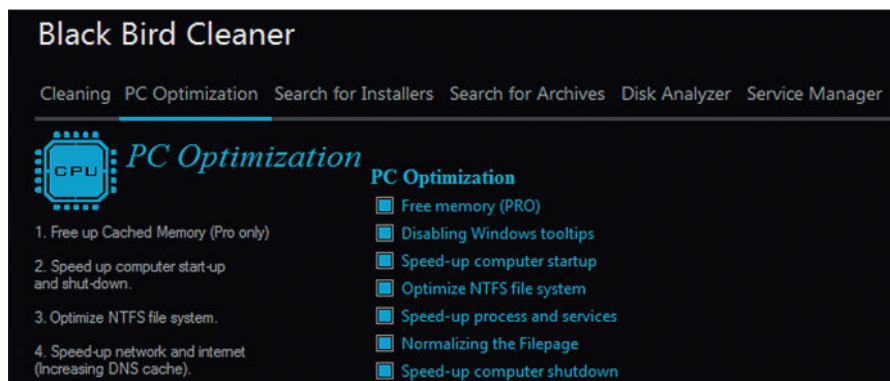 Black Bird Cleaner
Cleaning PC Optimization Search for Installers Search for Archives Disk Analyzer Service Manager
CPU
PC Optimization
1. Free up Cached Memory (Pro only)
2. Speed up computer start-up
and shut-down.
3. Optimize NTFS file system.
4. Speed-up network and internet
(Increasing DNS cache).
PC Optimization
Free memory (PRO)
Disabling Windows tooltips
Speed-up computer startup
Optimize NTFS file system
Speed-up process and services
Normalizing the Filepage
Speed-up computer shutdown